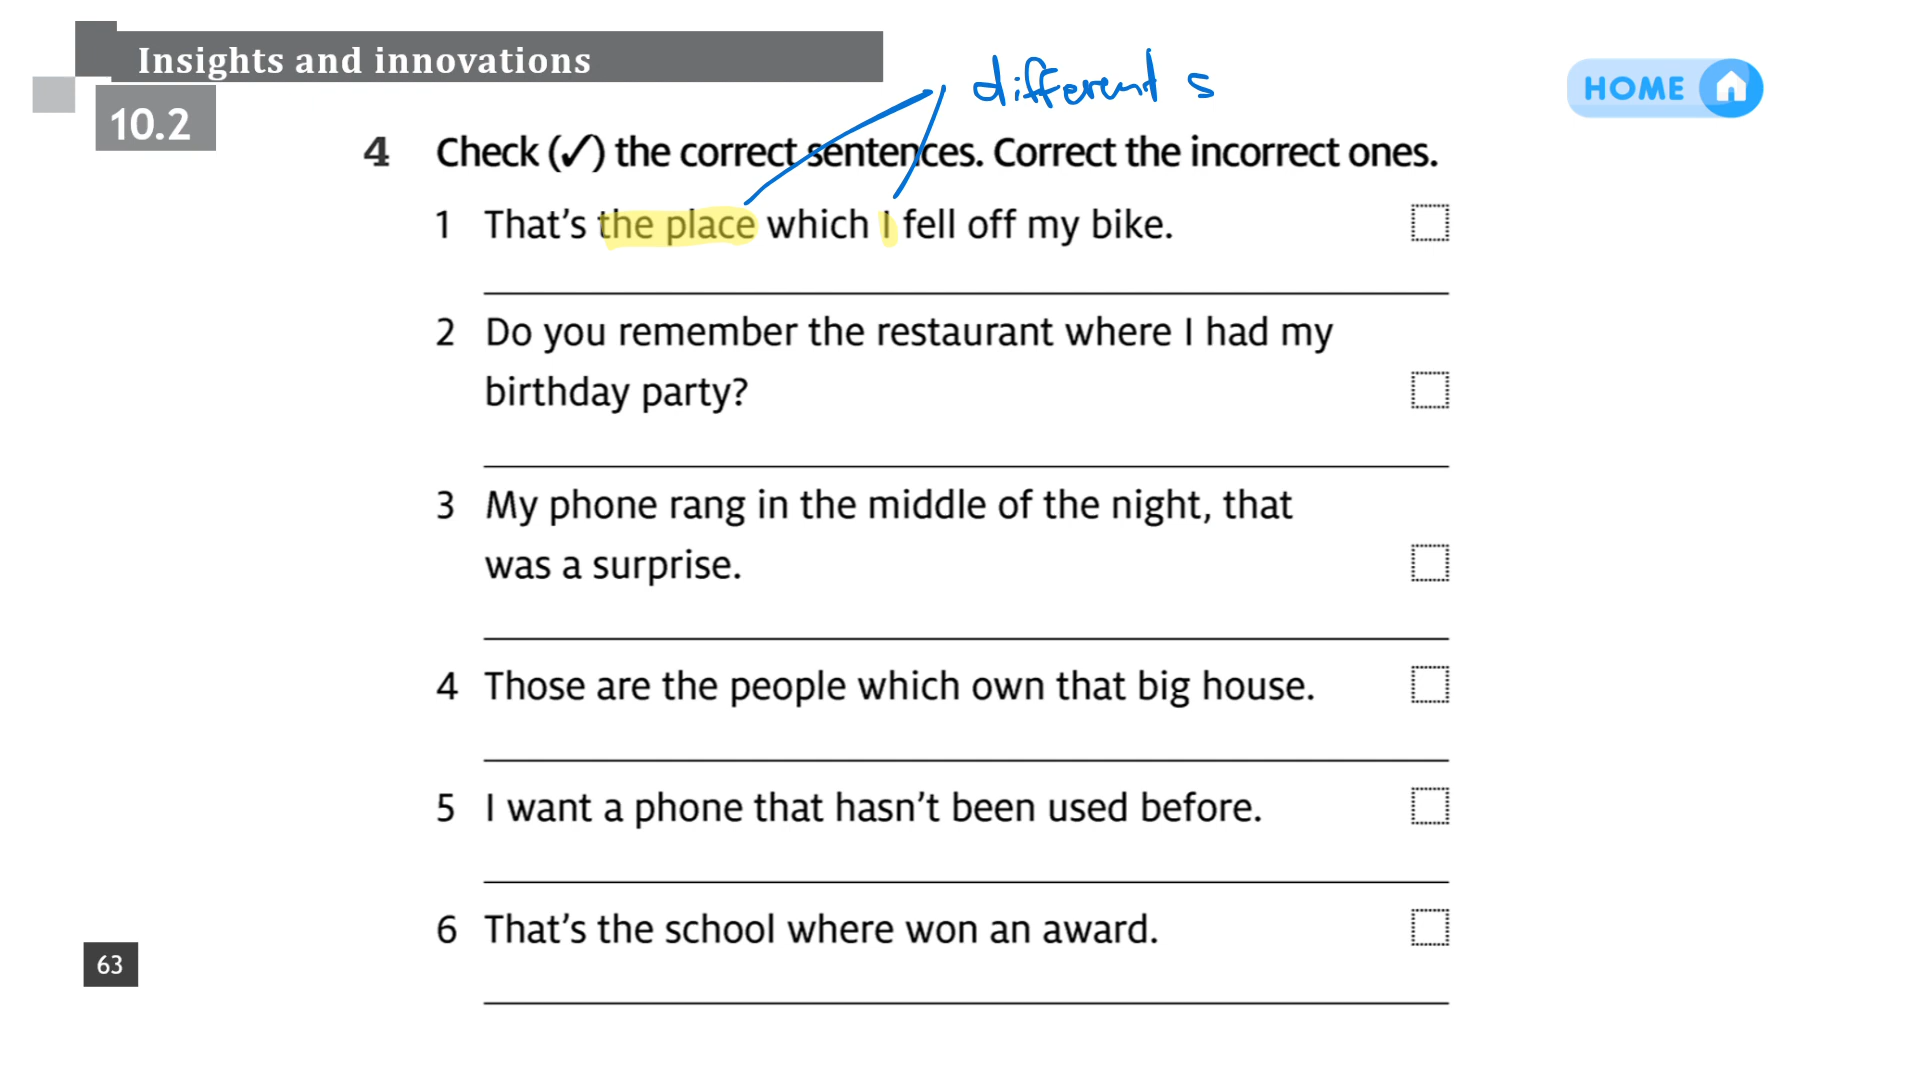 Insights and innovations
different s
HOME
10.2
4 Check (✓) the correct sentences. Correct the incorrect ones.
1 That's the place which I fell off my bike.
2 Do you remember the restaurant where I had my
birthday party?
3 My phone rang in the middle of the night, that
was a surprise.
4 Those are the people which own that big house.
5 I want a phone that hasn't been used before.
6 That's the school where won an award.
63